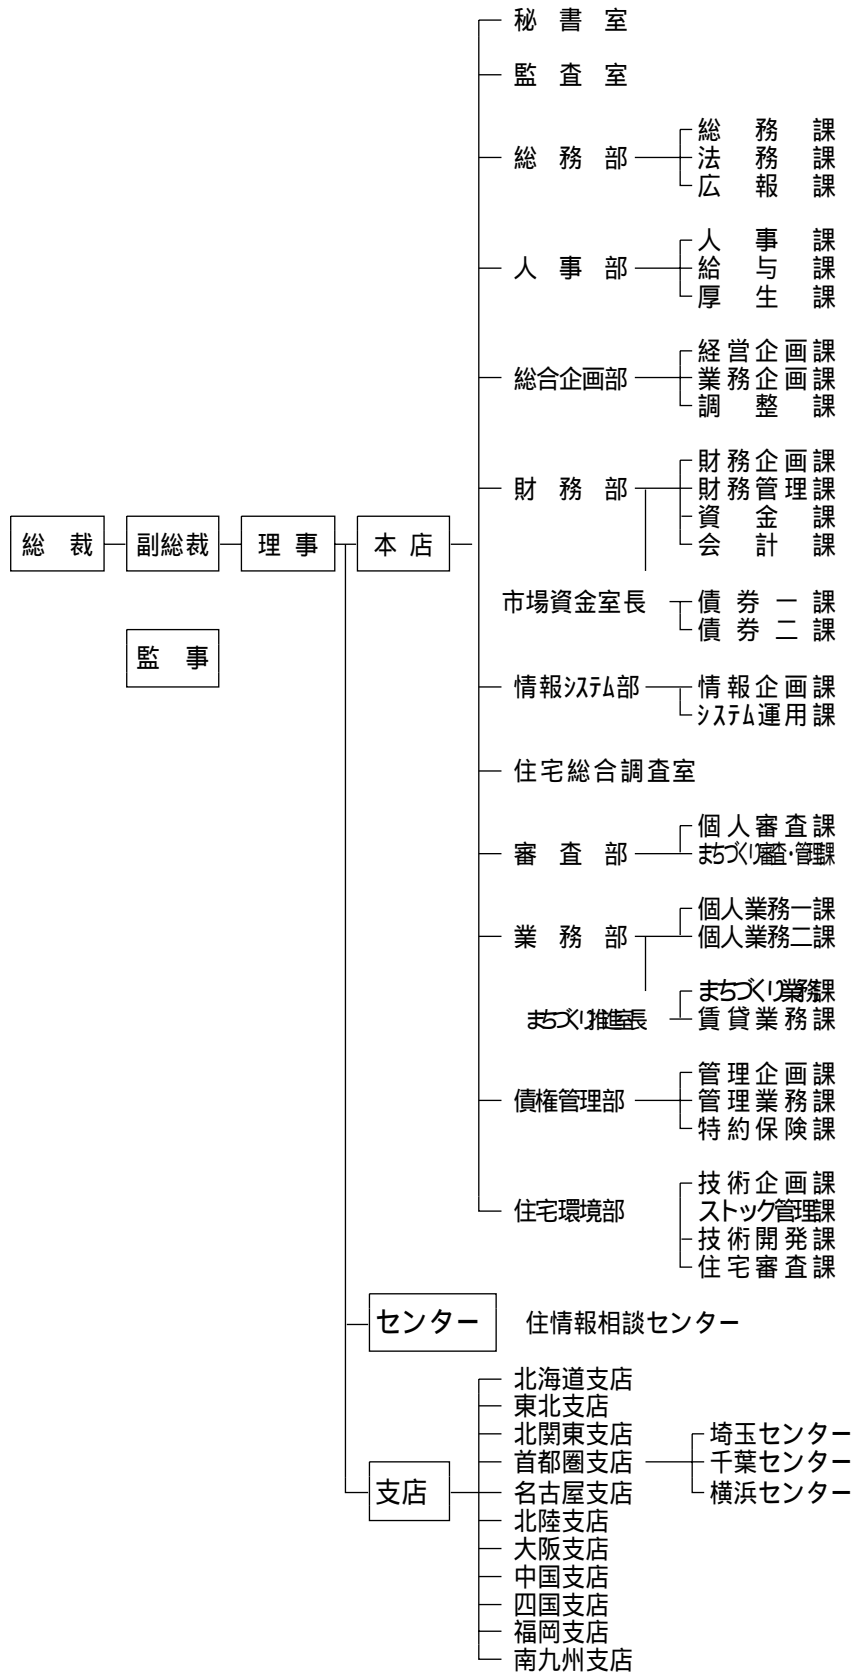 秘書室
監査室
総務課
総務部 法務課
広報課
人事課
人事部 給与課
厚生課
経営企画課
総合企画部 業務企画課
調整課
財務企画課
財務部 財務管理課
資金課
総裁 副総裁 理事 本店 会計課
市場資金室長 債券一課
債券二課
監事
情報システム部 情報企画課
システム運用課
住宅総合調査室
個人審査課
審査部 まちづくり審査・管理課
個人業務一課
業務部 個人業務二課
まちづくり業務課
まちづくり推進室長 賃貸業務課
管理企画課
債権管理部 管理業務課
特約保険課
技術企画課
住宅環境部 ストック管理課
技術開発課
住宅審査課
センター 住情報相談センター
北海道支店
東北支店
北関東支店 埼玉センター
首都圏支店 千葉センター
支店 名古屋支店 横浜センター
北陸支店
大阪支店
中国支店
四国支店
福岡支店
南九州支店